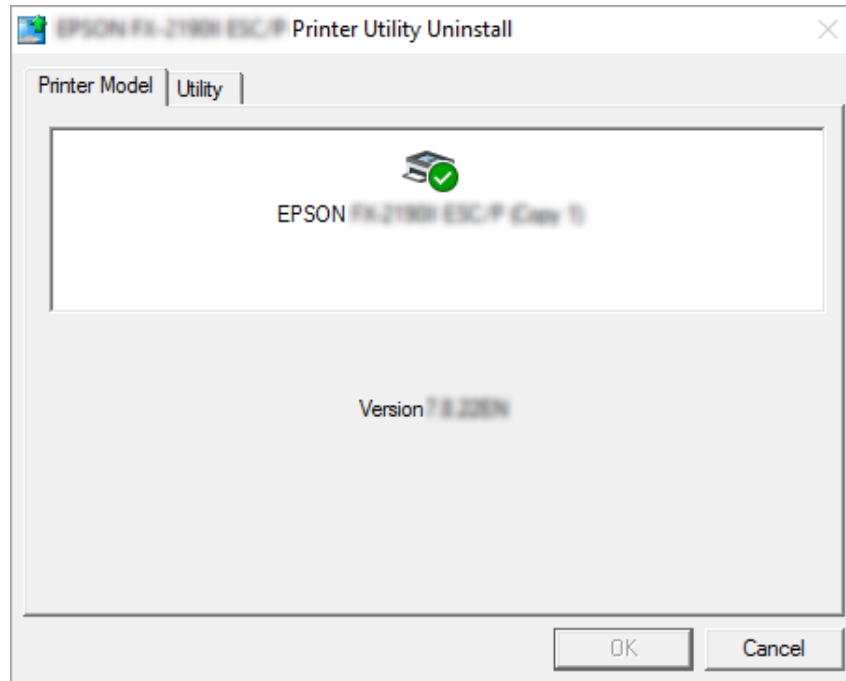 Printer Utility Uninstall
Printer Model
Utility
EPSON
Version
OK
Cancel